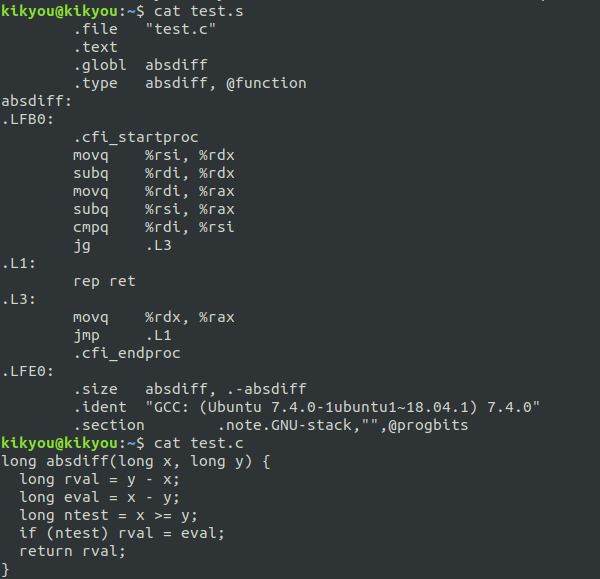 kikyou@kikyou:~$ cat test.s
        .file   "test.c"
        .text
        .globl  absdiff
        .type   absdiff, @function
absdiff:
.LFB0:
        .cfi_startproc
        movq    %rsi, %rdx
        subq    %rdi, %rdx
        movq    %rdi, %rax
        subq    %rsi, %rax
        cmpq    %rdi, %rsi
        jg      .L3
.L1:
        rep ret
.L3:
        movq    %rdx, %rax
        jmp     .L1
        .cfi_endproc
.LFE0:
        .size   absdiff, .-absdiff
        .ident  "GCC: (Ubuntu 7.4.0-1ubuntu1~18.04.1) 7.4.0"
        .section        .note.GNU-stack,"",@progbits
kikyou@kikyou:~$ cat test.c
long absdiff(long x, long y) {
  long rval = y - x;
  long eval = x - y;
  long ntest = x >= y;
  if (ntest) rval = eval;
  return rval;
}